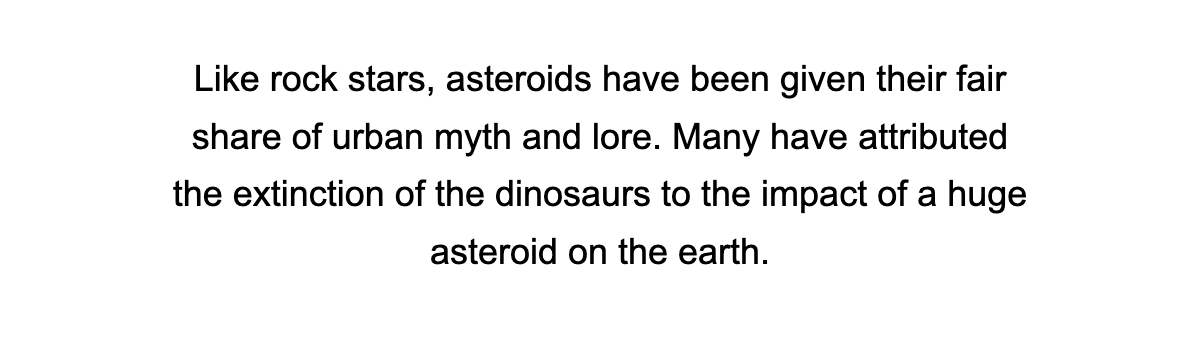 Like rock stars, asteroids have been given their fair
share of urban myth and lore. Many have attributed
the extinction of the dinosaurs to the impact of a huge
asteroid on the earth.